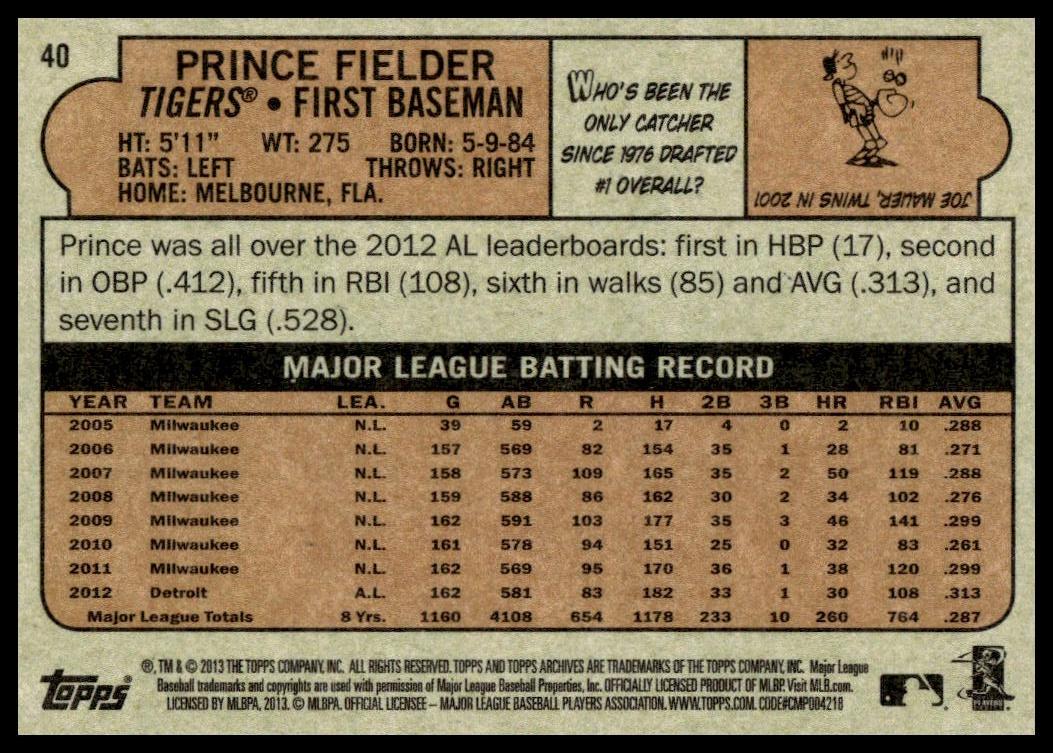 40
PRINCE FIELDER
TIGERS® • FIRST BASEMAN
HT: 5'11" WT: 275 BORN: 5-9-84
BATS: LEFT THROWS: RIGHT
HOME: MELBOURNE, FLA.
WHO'S BEEN THE
ONLY CATCHER
SINCE 1976 DRAFTED
#1 OVERALL?
JOE MAUER, TWINS IN 2001
Prince was all over the 2012 AL leaderboards: first in HBP (17), second
in OBP (.412), fifth in RBI (108), sixth in walks (85) and AVG (.313), and
seventh in SLG (.528).
MAJOR LEAGUE BATTING RECORD
YEAR TEAM LEA. G AB R H 2B 3B HR RBI AVG
2005 Milwaukee N.L. 39 59 2 17 4 0 2 10 .288
2006 Milwaukee N.L. 157 569 82 154 35 1 28 81 .271
2007 Milwaukee N.L. 158 573 109 165 35 2 50 119 .288
2008 Milwaukee N.L. 159 588 86 162 30 2 34 102 .276
2009 Milwaukee N.L. 162 591 103 177 35 3 46 141 .299
2010 Milwaukee N.L. 161 578 94 151 25 0 32 83 .261
2011 Milwaukee N.L. 162 569 95 170 36 1 38 120 .299
2012 Detroit A.L. 162 581 83 182 33 1 30 108 .313
Major League Totals 8 Yrs. 1160 4108 654 1178 233 10 260 764 .287
topps®
®, TM & © 2013 THE TOPPS COMPANY, INC. ALL RIGHTS RESERVED. TOPPS AND TOPPS ARCHIVES ARE TRADEMARKS OF THE TOPPS COMPANY, INC. Major League
Baseball trademarks and copyrights are used with permission of Major League Baseball Properties, Inc. OFFICIALLY LICENSED PRODUCT OF MLBP. Visit MLB.com.
LICENSED BY MLBPA, 2013. © MLBPA. OFFICIAL LICENSEE – MAJOR LEAGUE BASEBALL PLAYERS ASSOCIATION. WWW.TOPPS.COM. CODE#CMP004218